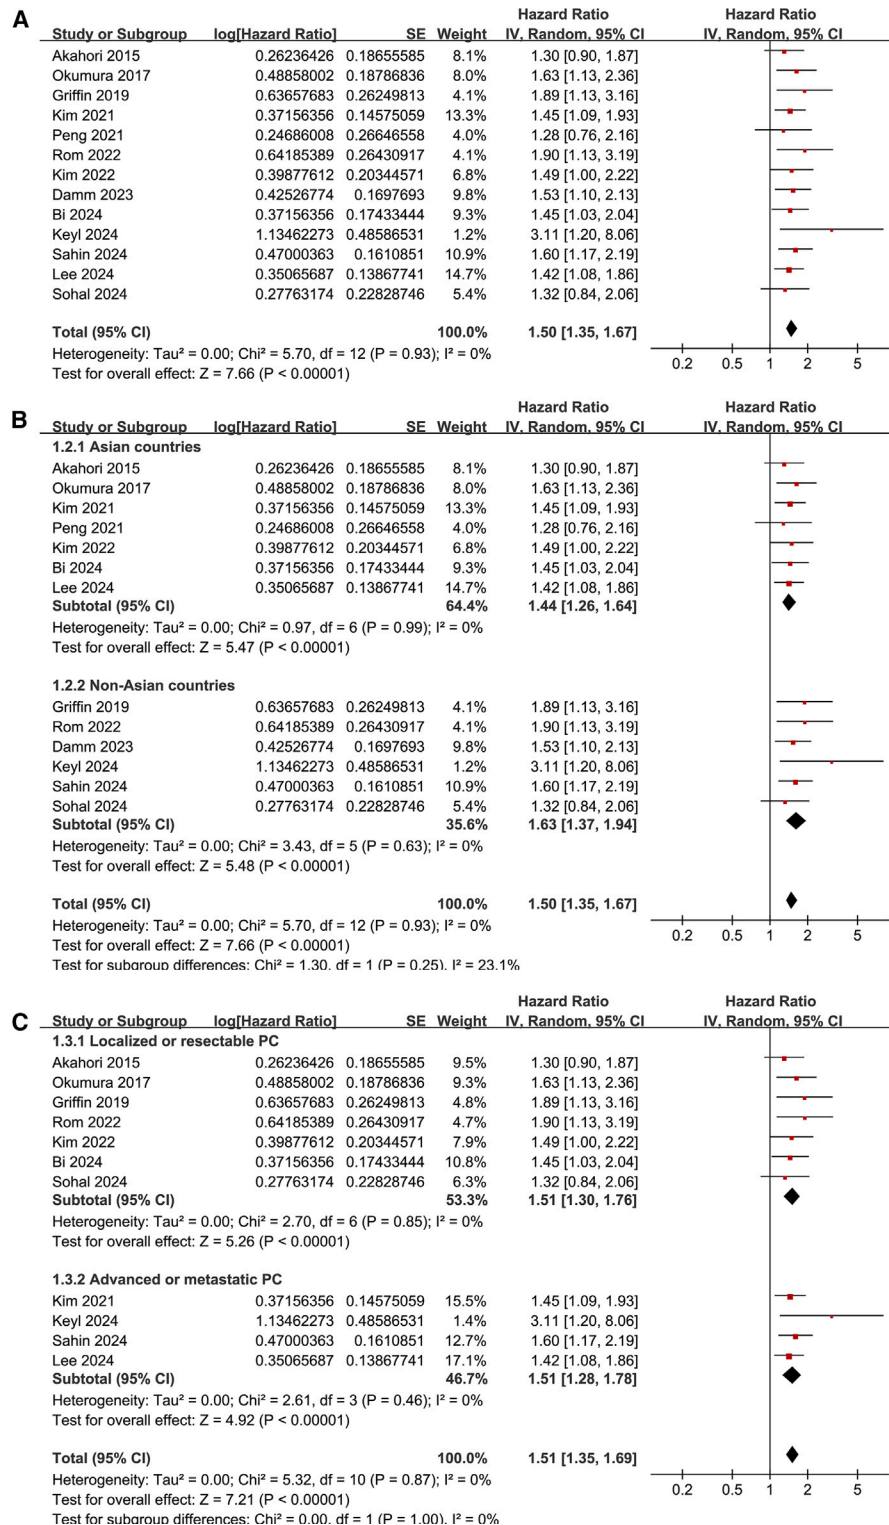 A
Hazard Ratio Hazard Ratio
Study or Subgroup log[Hazard Ratio] SE Weight IV, Random, 95% CI IV, Random, 95% CI
Akahori 2015 0.26236426 0.18655585 8.1% 1.30 [0.90, 1.87]
Okumura 2017 0.48858002 0.18786836 8.0% 1.63 [1.13, 2.36]
Griffin 2019 0.63657683 0.26249813 4.1% 1.89 [1.13, 3.16]
Kim 2021 0.37156356 0.14575059 13.3% 1.45 [1.09, 1.93]
Peng 2021 0.24686008 0.26646558 4.0% 1.28 [0.76, 2.16]
Rom 2022 0.64185389 0.26430917 4.1% 1.90 [1.13, 3.19]
Kim 2022 0.39877612 0.20344571 6.8% 1.49 [1.00, 2.22]
Damm 2023 0.42526774 0.1697693 9.8% 1.53 [1.10, 2.13]
Bi 2024 0.37156356 0.17433444 9.3% 1.45 [1.03, 2.04]
Keyl 2024 1.13462273 0.48586531 1.2% 3.11 [1.20, 8.06]
Sahin 2024 0.47000363 0.1610851 10.9% 1.60 [1.17, 2.19]
Lee 2024 0.35065687 0.13867741 14.7% 1.42 [1.08, 1.86]
Sohal 2024 0.27763174 0.22828746 5.4% 1.32 [0.84, 2.06]
Total (95% CI) 100.0% 1.50 [1.35, 1.67]
Heterogeneity: Tau² = 0.00; Chi² = 5.70, df = 12 (P = 0.93); I² = 0%
Test for overall effect: Z = 7.66 (P < 0.00001)
0.2 0.5 1 2 5
B
Hazard Ratio Hazard Ratio
Study or Subgroup log[Hazard Ratio] SE Weight IV, Random, 95% CI IV, Random, 95% CI
1.2.1 Asian countries
Akahori 2015 0.26236426 0.18655585 8.1% 1.30 [0.90, 1.87]
Okumura 2017 0.48858002 0.18786836 8.0% 1.63 [1.13, 2.36]
Kim 2021 0.37156356 0.14575059 13.3% 1.45 [1.09, 1.93]
Peng 2021 0.24686008 0.26646558 4.0% 1.28 [0.76, 2.16]
Kim 2022 0.39877612 0.20344571 6.8% 1.49 [1.00, 2.22]
Bi 2024 0.37156356 0.17433444 9.3% 1.45 [1.03, 2.04]
Lee 2024 0.35065687 0.13867741 14.7% 1.42 [1.08, 1.86]
Subtotal (95% CI) 64.4% 1.44 [1.26, 1.64]
Heterogeneity: Tau² = 0.00; Chi² = 0.97, df = 6 (P = 0.99); I² = 0%
Test for overall effect: Z = 5.47 (P < 0.00001)
1.2.2 Non-Asian countries
Griffin 2019 0.63657683 0.26249813 4.1% 1.89 [1.13, 3.16]
Rom 2022 0.64185389 0.26430917 4.1% 1.90 [1.13, 3.19]
Damm 2023 0.42526774 0.1697693 9.8% 1.53 [1.10, 2.13]
Keyl 2024 1.13462273 0.48586531 1.2% 3.11 [1.20, 8.06]
Sahin 2024 0.47000363 0.1610851 10.9% 1.60 [1.17, 2.19]
Sohal 2024 0.27763174 0.22828746 5.4% 1.32 [0.84, 2.06]
Subtotal (95% CI) 35.6% 1.63 [1.37, 1.94]
Heterogeneity: Tau² = 0.00; Chi² = 3.43, df = 5 (P = 0.63); I² = 0%
Test for overall effect: Z = 5.48 (P < 0.00001)
Total (95% CI) 100.0% 1.50 [1.35, 1.67]
Heterogeneity: Tau² = 0.00; Chi² = 5.70, df = 12 (P = 0.93); I² = 0%
Test for overall effect: Z = 7.66 (P < 0.00001)
Test for subgroup differences: Chi² = 1.30, df = 1 (P = 0.25), I² = 23.1%
0.2 0.5 1 2 5
C
Hazard Ratio Hazard Ratio
Study or Subgroup log[Hazard Ratio] SE Weight IV, Random, 95% CI IV, Random, 95% CI
1.3.1 Localized or resectable PC
Akahori 2015 0.26236426 0.18655585 9.5% 1.30 [0.90, 1.87]
Okumura 2017 0.48858002 0.18786836 9.3% 1.63 [1.13, 2.36]
Griffin 2019 0.63657683 0.26249813 4.8% 1.89 [1.13, 3.16]
Rom 2022 0.64185389 0.26430917 4.7% 1.90 [1.13, 3.19]
Kim 2022 0.39877612 0.20344571 7.9% 1.49 [1.00, 2.22]
Bi 2024 0.37156356 0.17433444 10.8% 1.45 [1.03, 2.04]
Sohal 2024 0.27763174 0.22828746 6.3% 1.32 [0.84, 2.06]
Subtotal (95% CI) 53.3% 1.51 [1.30, 1.76]
Heterogeneity: Tau² = 0.00; Chi² = 2.70, df = 6 (P = 0.85); I² = 0%
Test for overall effect: Z = 5.26 (P < 0.00001)
1.3.2 Advanced or metastatic PC
Kim 2021 0.37156356 0.14575059 15.5% 1.45 [1.09, 1.93]
Keyl 2024 1.13462273 0.48586531 1.4% 3.11 [1.20, 8.06]
Sahin 2024 0.47000363 0.1610851 12.7% 1.60 [1.17, 2.19]
Lee 2024 0.35065687 0.13867741 17.1% 1.42 [1.08, 1.86]
Subtotal (95% CI) 46.7% 1.51 [1.28, 1.78]
Heterogeneity: Tau² = 0.00; Chi² = 2.61, df = 3 (P = 0.46); I² = 0%
Test for overall effect: Z = 4.92 (P < 0.00001)
Total (95% CI) 100.0% 1.51 [1.35, 1.69]
Heterogeneity: Tau² = 0.00; Chi² = 5.32, df = 10 (P = 0.87); I² = 0%
Test for overall effect: Z = 7.21 (P < 0.00001)
Test for subgroup differences: Chi² = 0.00, df = 1 (P = 1.00), I² = 0%
0.2 0.5 1 2 5